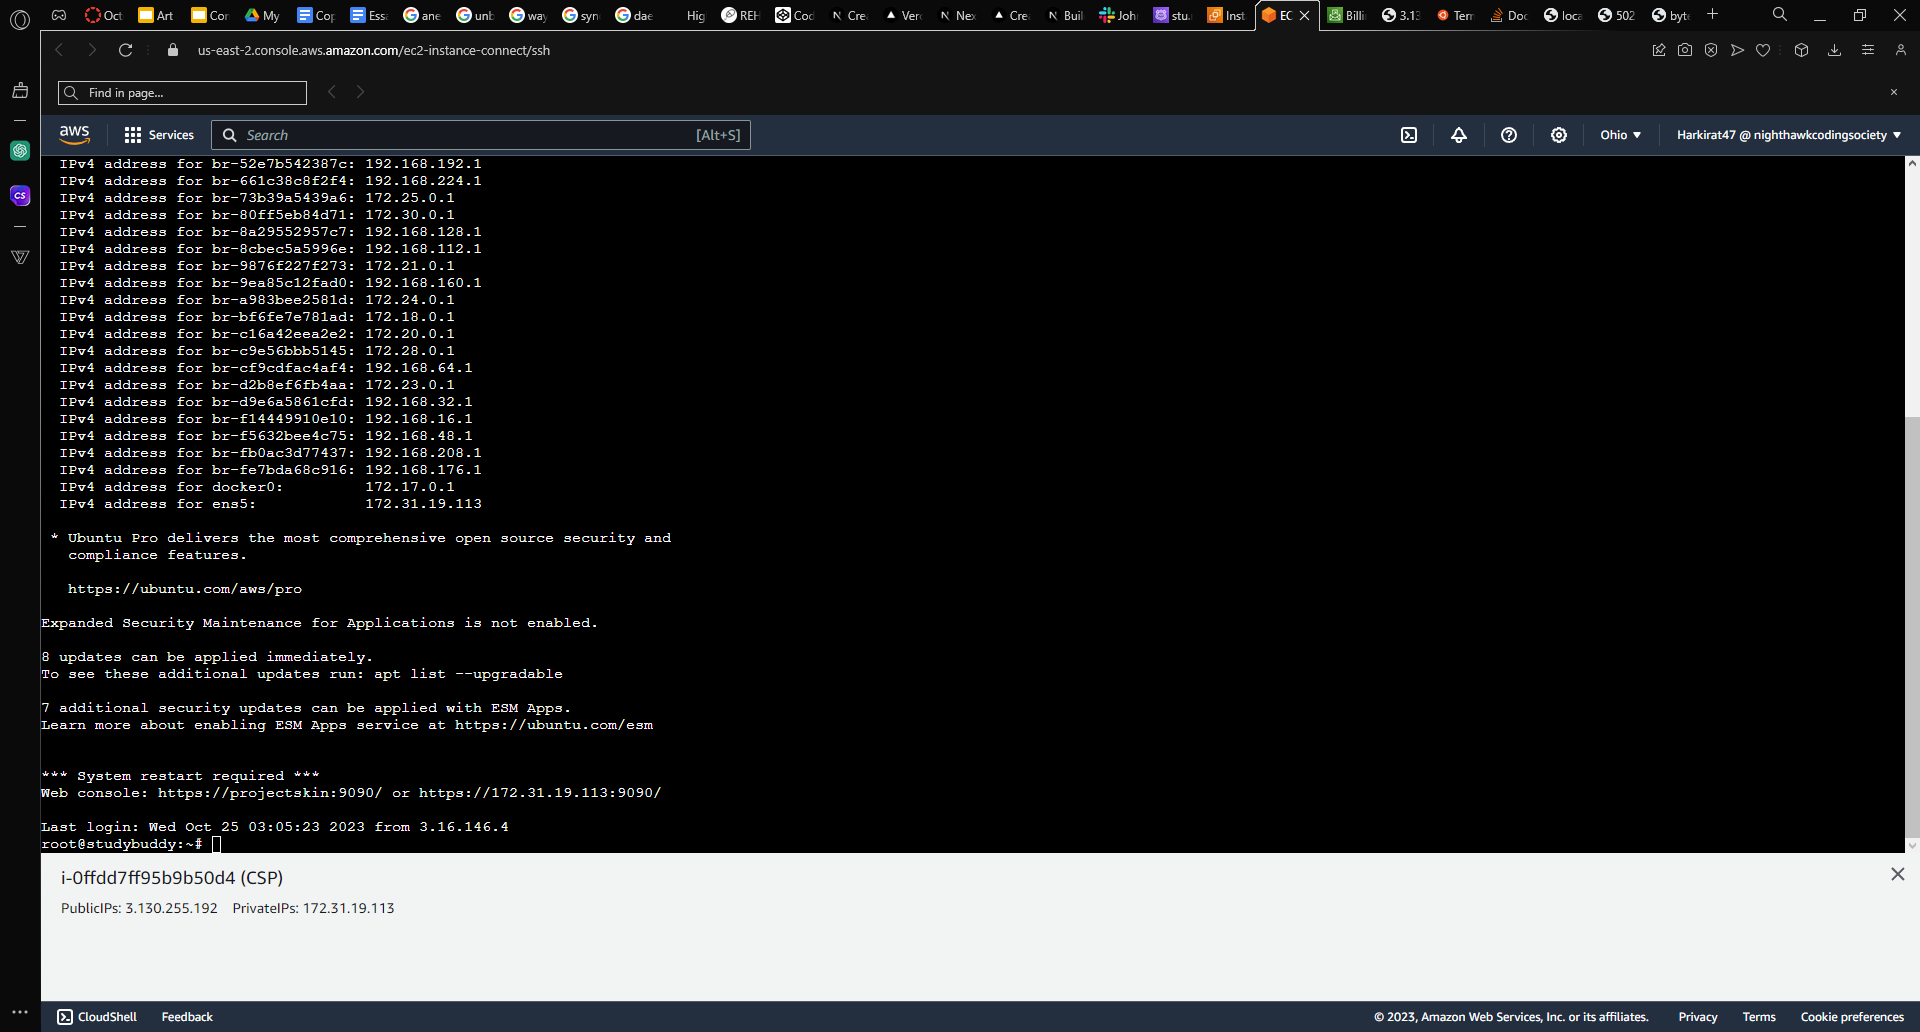 Oct
Art
Cor
My
Cop
Ess
ane
unb
way
syn
dae
Hig
REH
Cod
Cre
Ver
Nex
Cre
Buil
Joh
stu.
Inst
EC
Billi
3.13
Tern
Doc
loca
502
byt
us-east-2.console.aws.amazon.com/ec2-instance-connect/ssh
Find in page...
aws
Services
Search
[Alt+S]
Ohio
Harkirat47 @ nighthawkcodingsociety
IPv4 address for br-52e7b542387c: 192.168.192.1
IPv4 address for br-661c38c8f2f4: 192.168.224.1
IPv4 address for br-73b39a5439a6: 172.25.0.1
IPv4 address for br-80ff5eb84d71: 172.30.0.1
IPv4 address for br-8a29552957c7: 192.168.128.1
IPv4 address for br-8cbec5a5996e: 192.168.112.1
IPv4 address for br-9876f227f273: 172.21.0.1
IPv4 address for br-9ea85c12fad0: 192.168.160.1
IPv4 address for br-a983bee2581d: 172.24.0.1
IPv4 address for br-bf6fe7e781ad: 172.18.0.1
IPv4 address for br-c16a42eea2e2: 172.20.0.1
IPv4 address for br-c9e56bbb5145: 172.28.0.1
IPv4 address for br-cf9cdfac4af4: 192.168.64.1
IPv4 address for br-d2b8ef6fb4aa: 172.23.0.1
IPv4 address for br-d9e6a5861cfd: 192.168.32.1
IPv4 address for br-f14449910e10: 192.168.16.1
IPv4 address for br-f5632bee4c75: 192.168.48.1
IPv4 address for br-fb0ac3d77437: 192.168.208.1
IPv4 address for br-fe7bda68c916: 192.168.176.1
IPv4 address for docker0: 172.17.0.1
IPv4 address for ens5: 172.31.19.113
* Ubuntu Pro delivers the most comprehensive open source security and
compliance features.
https://ubuntu.com/aws/pro
Expanded Security Maintenance for Applications is not enabled.
8 updates can be applied immediately.
To see these additional updates run: apt list --upgradable
7 additional security updates can be applied with ESM Apps.
Learn more about enabling ESM Apps service at https://ubuntu.com/esm
*** System restart required ***
Web console: https://projectskin:9090/ or https://172.31.19.113:9090/
Last login: Wed Oct 25 03:05:23 2023 from 3.16.146.4
root@studybuddy:~#
i-0ffdd7ff95b9b50d4 (CSP)
PublicIPs: 3.130.255.192 PrivateIPs: 172.31.19.113
CloudShell
Feedback
© 2023, Amazon Web Services, Inc. or its affiliates.
Privacy
Terms
Cookie preferences